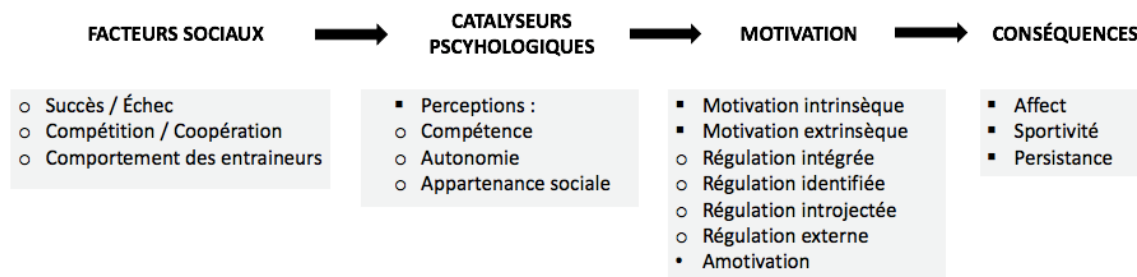 FACTEURS SOCIAUX
CATALYSEURS
PSCYHOLOGIQUES
MOTIVATION
CONSÉQUENCES
o Succès / Échec
o Compétition / Coopération
o Comportement des entraineurs
▪ Perceptions :
o Compétence
o Autonomie
o Appartenance sociale
▪ Motivation intrinsèque
▪ Motivation extrinsèque
o Régulation intégrée
o Régulation identifiée
o Régulation introjectée
o Régulation externe
• Amotivation
▪ Affect
▪ Sportivité
▪ Persistance